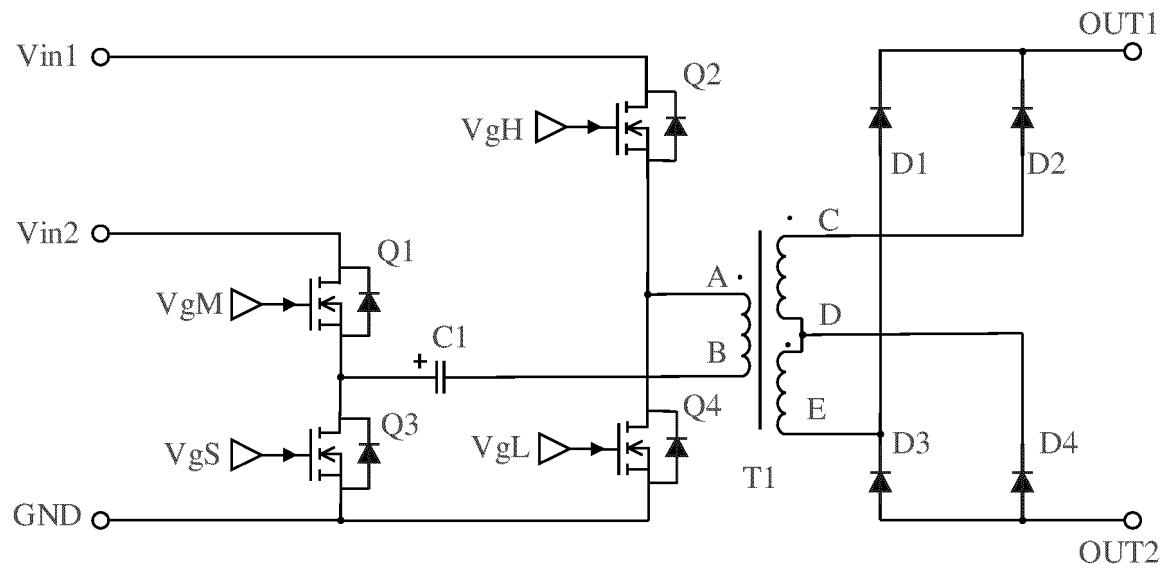 OUT1
Vin1
Q2
VgH
D1
D2
Vin2
C
Q1
A
VgM
D
+
C1
B
E
Q3
Q4
D3
D4
VgS
VgL
T1
GND
OUT2